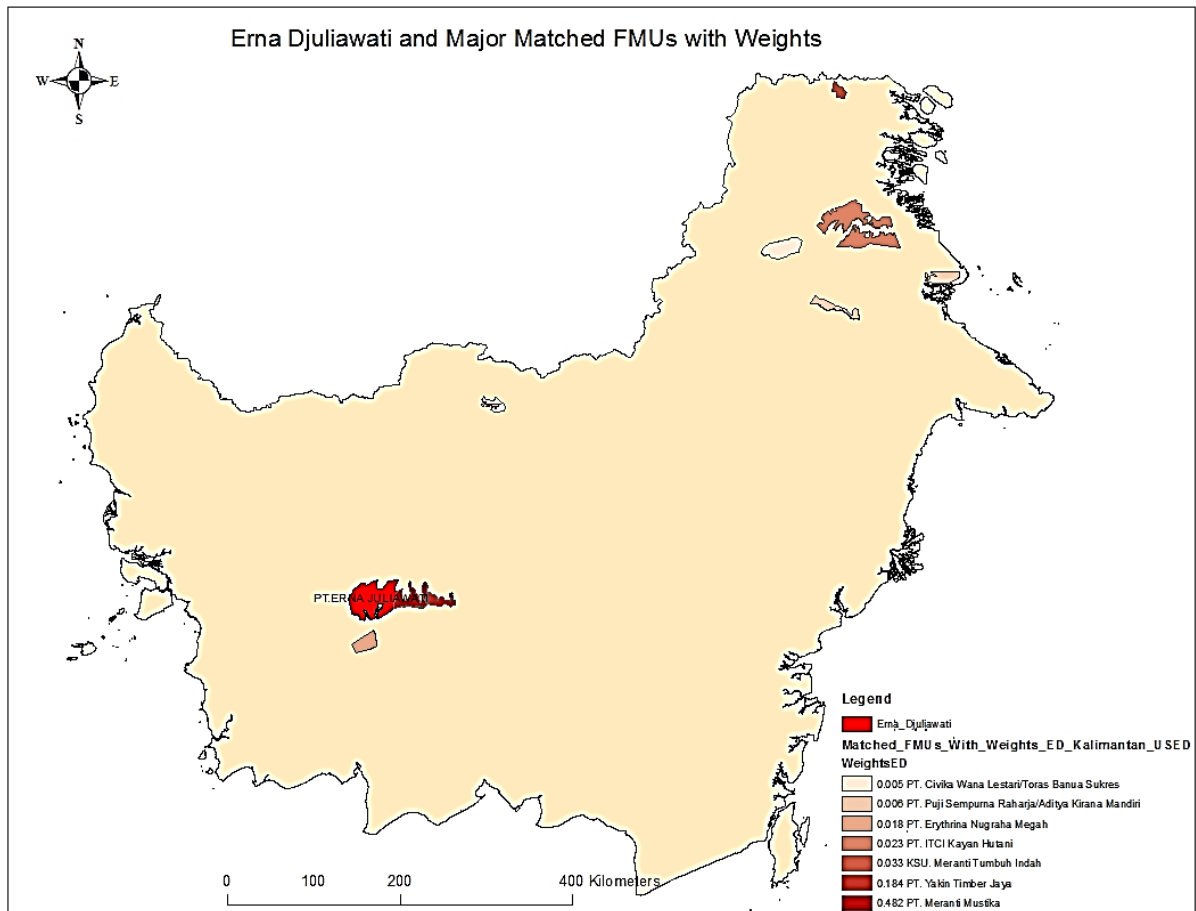 Erna Djuliawati and Major Matched FMUs with Weights
N
W E
S
PT.ERNA JULIAWATI
Legend
Erna_Djuliawati
Matched_FMUs_With_Weights_ED_Kalimantan_USED
WeightsED
0.005 PT. Civika Wana Lestari/Toras Banua Sukres
0.006 PT. Puji Sempurna Raharja/Aditya Kirana Mandiri
0.018 PT. Erythrina Nugraha Megah
0.023 PT. ITCI Kayan Hutani
0.033 KSU. Meranti Tumbuh Indah
0.184 PT. Yakin Timber Jaya
0.482 PT. Meranti Mustika
0 100 200 400 Kilometers